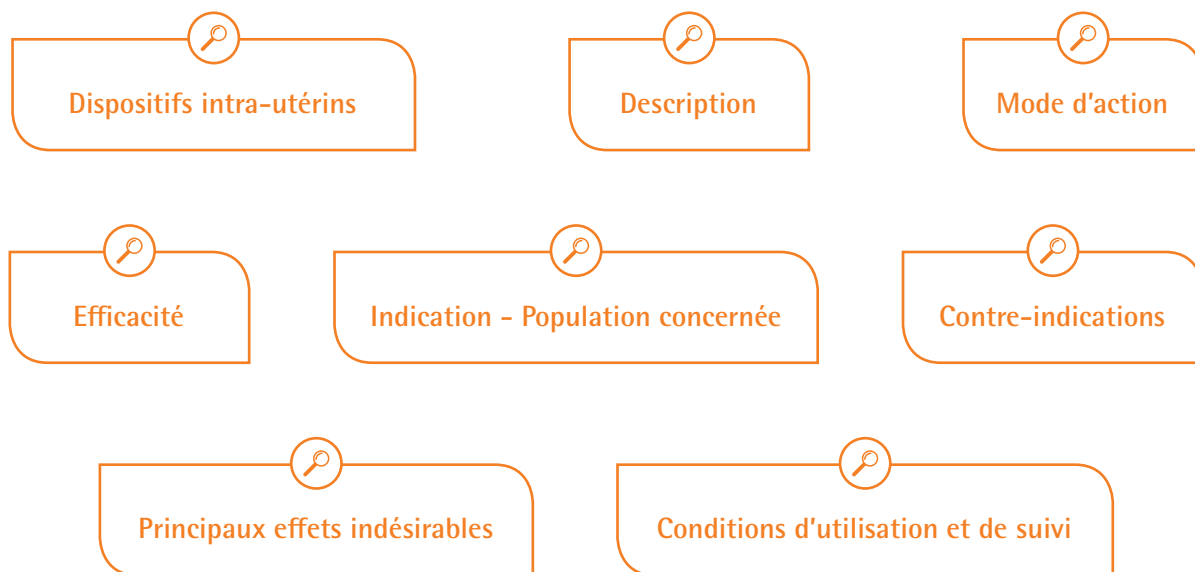 Dispositifs intra-utérins
Description
Mode d'action
Efficacité
Indication - Population concernée
Contre-indications
Principaux effets indésirables
Conditions d'utilisation et de suivi